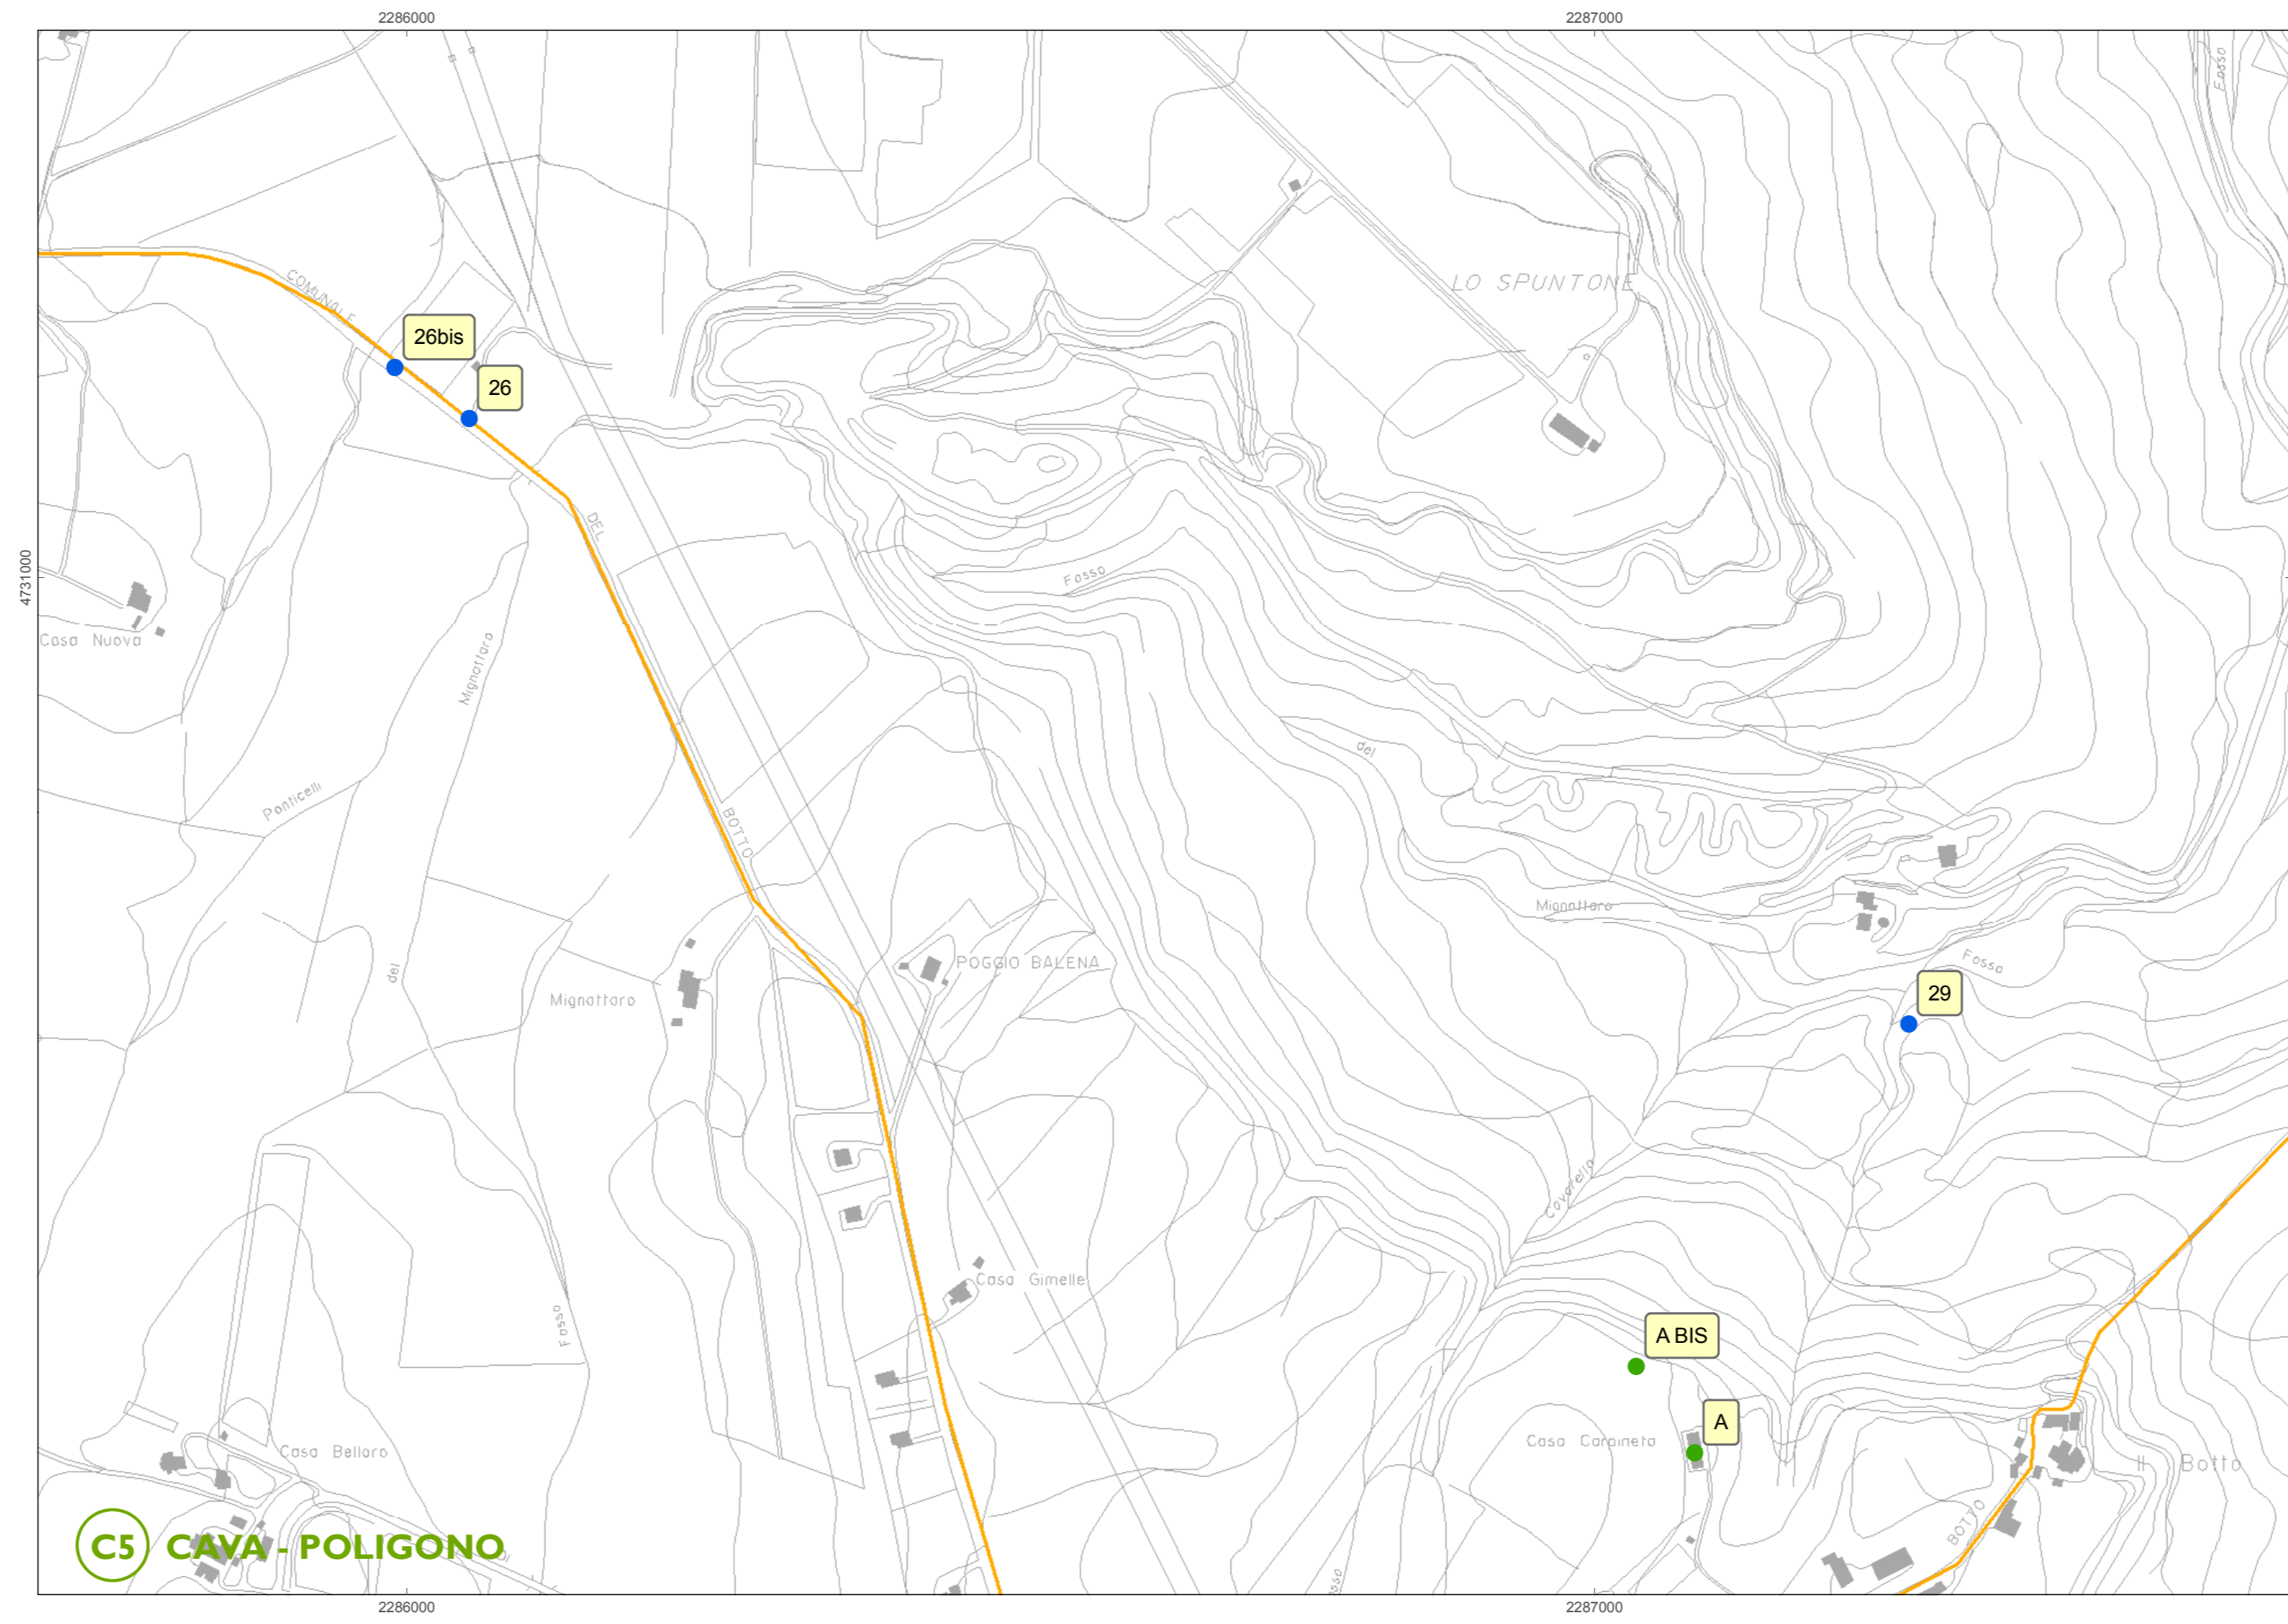 2286000
2287000
Fosso
COMUNALE
LO SPUNTONE
26bis
26
DEL
4731000
Fosso
Casa Nuova
Mignattaro
del
Ponticelli
BOTTO
Mignattaro
Fosso
POGGIO BALENA
del
Mignattaro
29
Cavarello
Casa Gimelle
Fosso
A BIS
A
Casa Carpineta
Casa Bellaro
Il Botto
BOTTO
C5 CAVA - POLIGONO
2286000
2287000